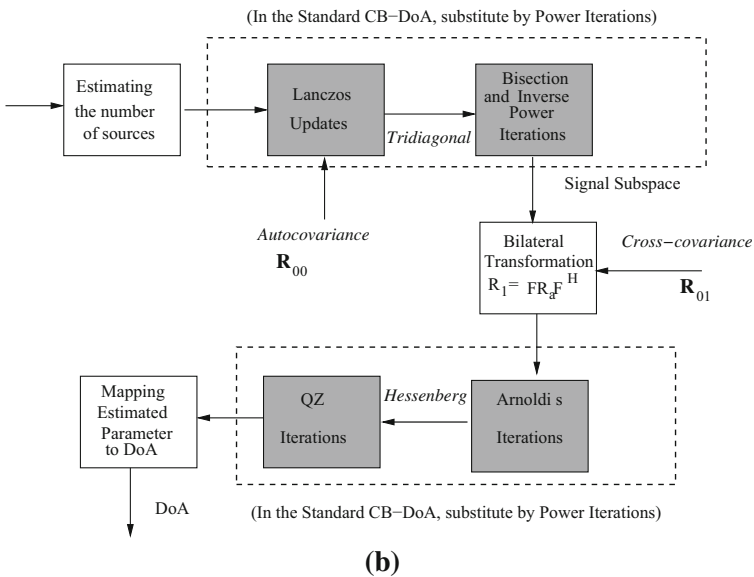 (In the Standard CB−DoA, substitute by Power Iterations)
Estimating
the number
of sources
Lanczos
Updates
Tridiagonal
Bisection
and Inverse
Power
Iterations
Signal Subspace
Autocovariance
R00
Bilateral
Transformation
R1= FRaF H
Cross−covariance
R01
Mapping
Estimated
Parameter
to DoA
QZ
Iterations
Hessenberg
Arnoldi s
Iterations
DoA
(In the Standard CB−DoA, substitute by Power Iterations)
(b)